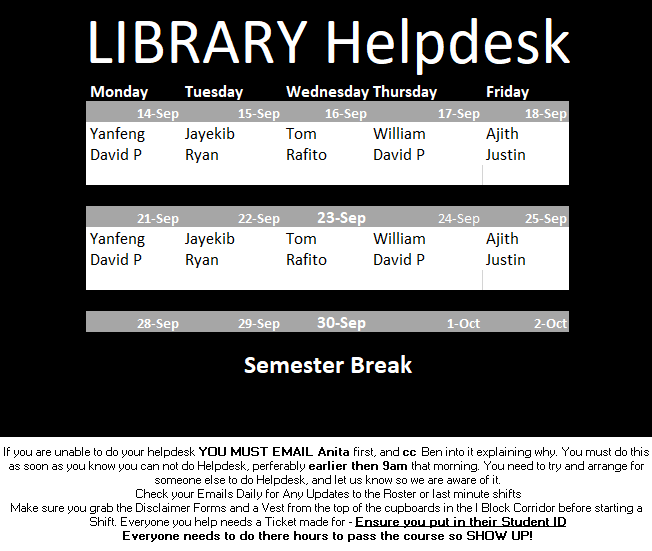 LIBRARY Helpdesk
Monday Tuesday Wednesday Thursday Friday
14-Sep 15-Sep 16-Sep 17-Sep 18-Sep
Yanfeng Jayekib Tom William Ajith
David P Ryan Rafito David P Justin
21-Sep 22-Sep 23-Sep 24-Sep 25-Sep
Yanfeng Jayekib Tom William Ajith
David P Ryan Rafito David P Justin
28-Sep 29-Sep 30-Sep 1-Oct 2-Oct
Semester Break
If you are unable to do your helpdesk YOU MUST EMAIL Anita first, and cc Ben into it explaining why. You must do this
as soon as you know you can not do Helpdesk, perferably earlier then 9am that morning. You need to try and arrange for
someone else to do Helpdesk, and let us know so we are aware of it.
Check your Emails Daily for Any Updates to the Roster or last minute shifts
Make sure you grab the Disclaimer Forms and a Vest from the top of the cupboards in the I Block Corridor before starting a
Shift. Everyone you help needs a Ticket made for - Ensure you put in their Student ID
Everyone needs to do there hours to pass the course so SHOW UP!